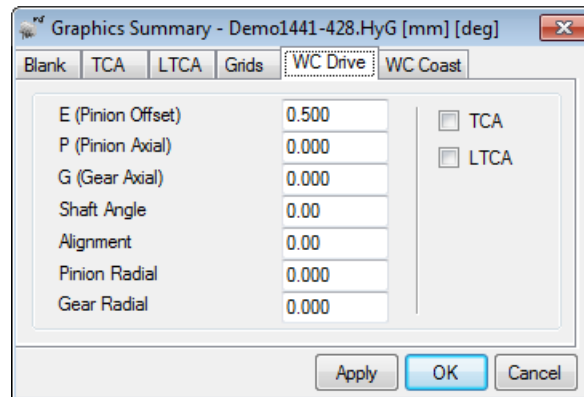 Graphics Summary - Demo1441-428.HyG [mm] [deg]
Blank TCA LTCA Grids WC Drive WC Coast
E (Pinion Offset) 0.500 TCA
P (Pinion Axial) 0.000 LTCA
G (Gear Axial) 0.000
Shaft Angle 0.00
Alignment 0.00
Pinion Radial 0.000
Gear Radial 0.000
Apply OK Cancel